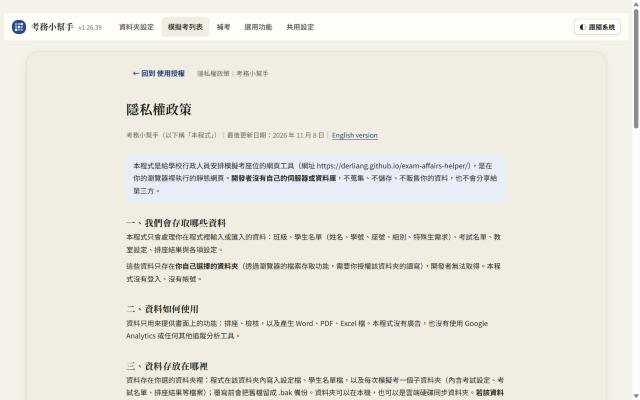 考務小幫手 v1.26.39 資料夾設定 模擬考列表 補考 選用功能 共用設定 跟隨系統
← 回到 使用授權 隱私權政策｜考務小幫手
隱私權政策
考務小幫手（以下稱「本程式」）｜最後更新日期：2026 年 11 月 8 日｜English version
本程式是給學校行政人員安排模擬考座位的網頁工具（網址 https://derliang.github.io/exam-affairs-helper/），是在
你的瀏覽器裡執行的靜態網頁。開發者沒有自己的伺服器或資料庫，不蒐集、不儲存、不販售你的資料，也不會分享給
第三方。
一、我們會存取哪些資料
本程式只會處理你在程式裡輸入或匯入的資料：班級、學生名單（姓名、學號、座號、組別、特殊生需求）、考試名單、教
室設定、排座結果與各項設定。
這些資料只存在你自己選擇的資料夾（透過瀏覽器的檔案存取功能，需要你授權該資料夾的讀寫），開發者無法取得。本程
式沒有登入、沒有帳號。
二、資料如何使用
資料只用來提供畫面上的功能：排座、檢核，以及產生 Word、PDF、Excel 檔。本程式沒有廣告，也沒有使用 Google
Analytics 或任何其他追蹤分析工具。
三、資料存放在哪裡
資料存在你選的資料夾裡：程式在該資料夾內寫入設定檔、學生名單檔，以及每次模擬考一個子資料夾（內含考試設定、考
試名單、排座結果等檔案）；覆寫前會把舊檔留成 .bak 備份。資料夾可以在本機，也可以是雲端硬碟同步資料夾。若該資料